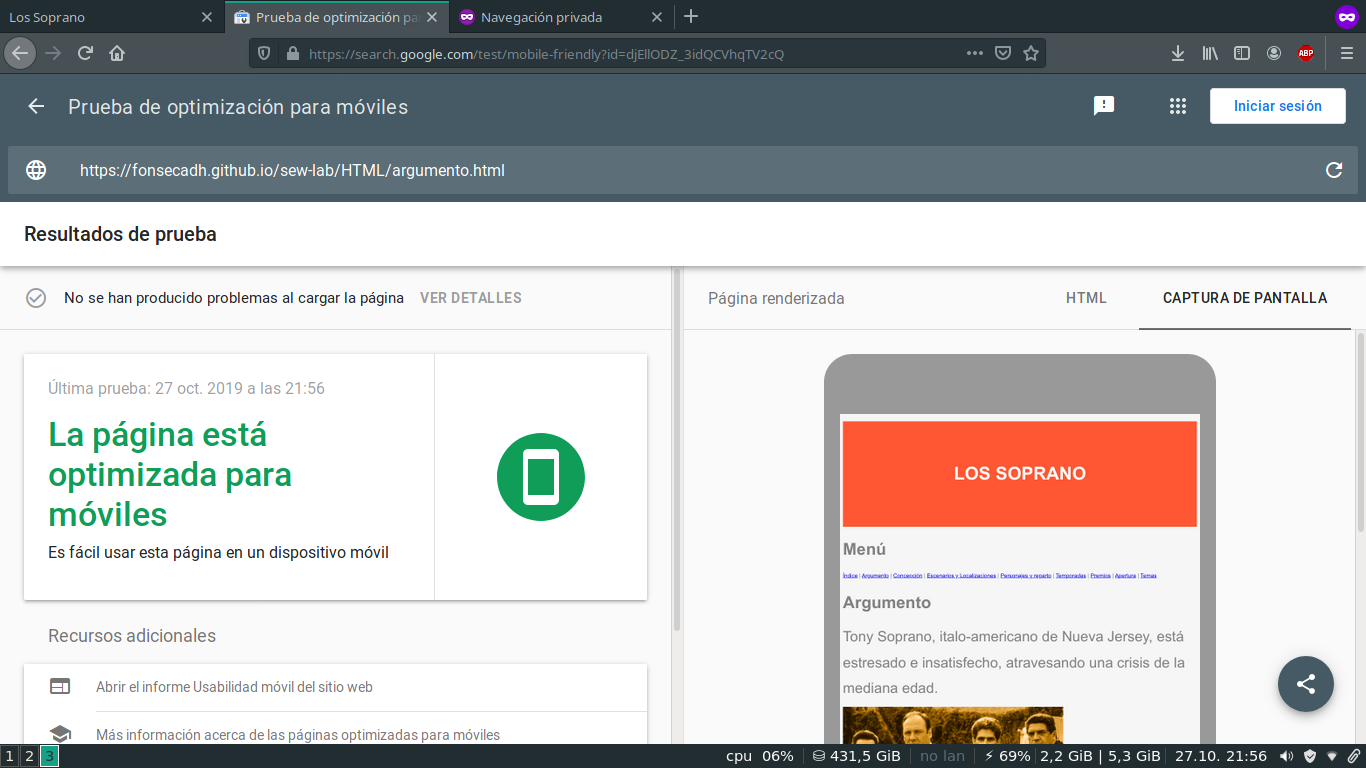 Los Soprano
Prueba de optimización pa
Navegación privada
https://search.google.com/test/mobile-friendly?id=djEllODZ_3idQCVhqTV2cQ
ABP
Prueba de optimización para móviles
Iniciar sesión
https://fonsecadh.github.io/sew-lab/HTML/argumento.html
Resultados de prueba
No se han producido problemas al cargar la página VER DETALLES
Página renderizada
HTML
CAPTURA DE PANTALLA
Última prueba: 27 oct. 2019 a las 21:56
La página está
optimizada para
móviles
Es fácil usar esta página en un dispositivo móvil
Recursos adicionales
Abrir el informe Usabilidad móvil del sitio web
Más información acerca de las páginas optimizadas para móviles
LOS SOPRANO
Menú
Índice | Argumento | Concepción | Escenarios y Localizaciones | Personajes y reparto | Temporadas | Premios | Apertura | Temas
Argumento
Tony Soprano, italo-americano de Nueva Jersey, está
estresado e insatisfecho, atravesando una crisis de la
mediana edad.
1 2 3
cpu 06% | 431,5 GiB | no lan | ⚡ 69% | 2,2 GiB | 5,3 GiB | 27.10. 21:56